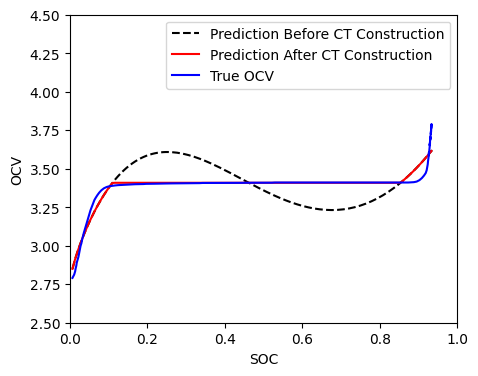 4.50
4.25
4.00
3.75
3.50
3.25
3.00
2.75
2.50
OCV
Prediction Before CT Construction
Prediction After CT Construction
True OCV
0.0 0.2 0.4 0.6 0.8 1.0
SOC